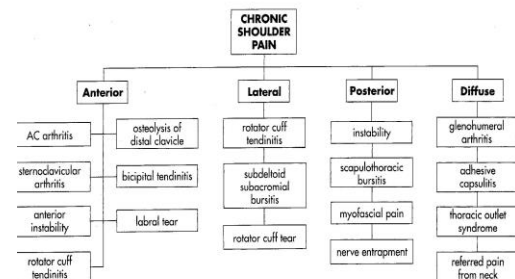 CHRONIC
SHOULDER
PAIN
Anterior
Lateral
Posterior
Diffuse
AC arthritis
osteolysis of
distal clavicle
sternoclavicular
arthritis
bicipital tendinitis
anterior
instability
labral tear
rotator cuff
tendinitis
rotator cuff
tendinitis
subdeltoid
subacromial
bursitis
rotator cuff tear
instability
scapulothoracic
bursitis
myofascial pain
nerve entrapment
glenohumeral
arthritis
adhesive
capsulitis
thoracic outlet
syndrome
referred pain
from neck